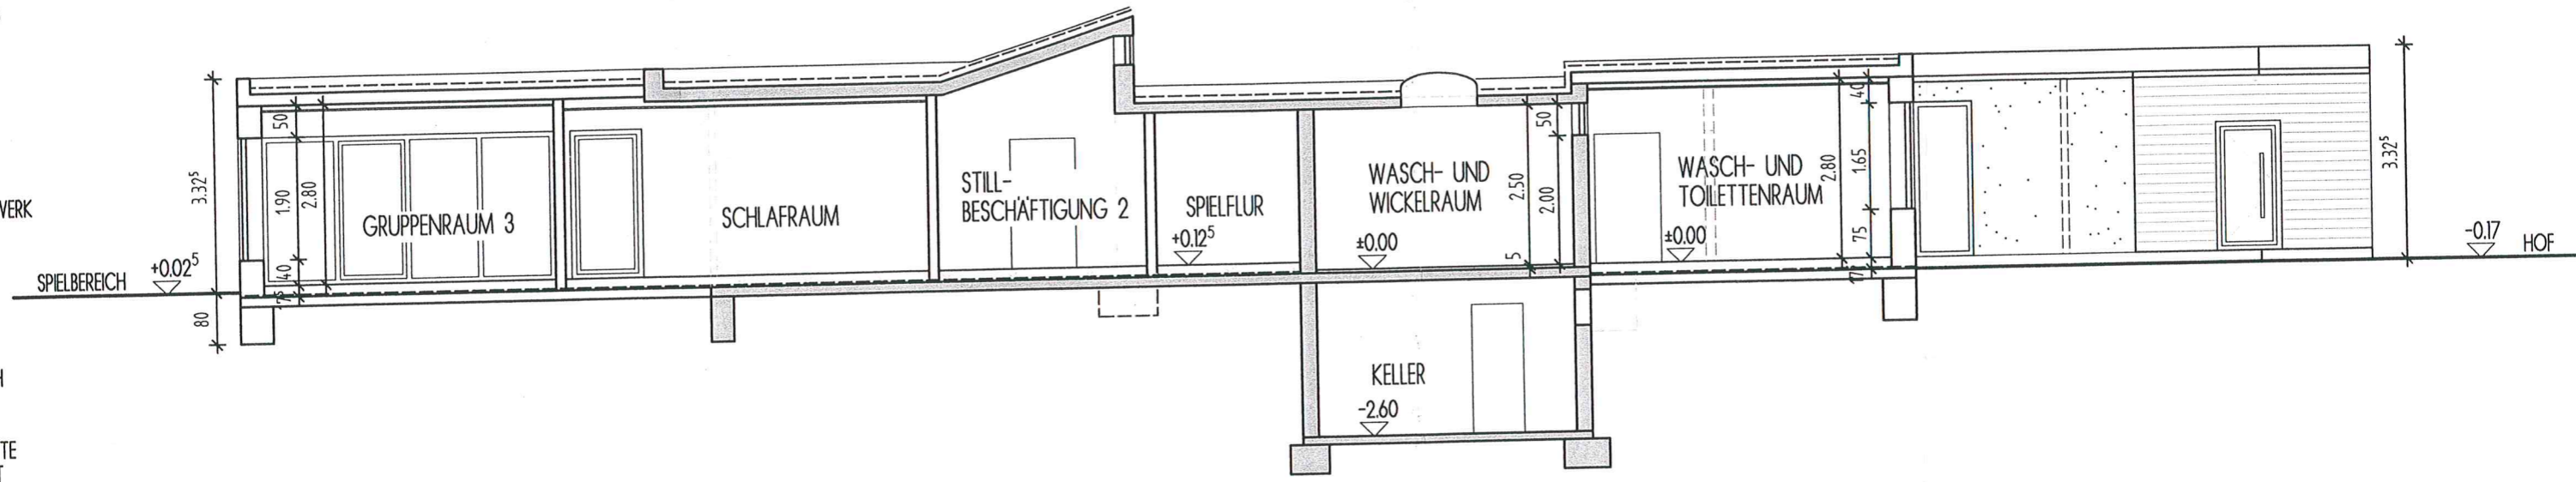 WERK
SPIELBEREICH
+0.02⁵
3.32⁵
80
50
1.90
2.80
40
GRUPPENRAUM 3
SCHLAFRAUM
STILL-
BESCHÄFTIGUNG 2
SPIELFLUR
+0.12⁵
WASCH- UND
WICKELRAUM
±0.00
2.50
50
2.00
5
WASCH- UND
TOILETTENRAUM
±0.00
2.80
40
1.65
75
3.32⁵
-0.17
HOF
KELLER
-2.60
H
TE
T